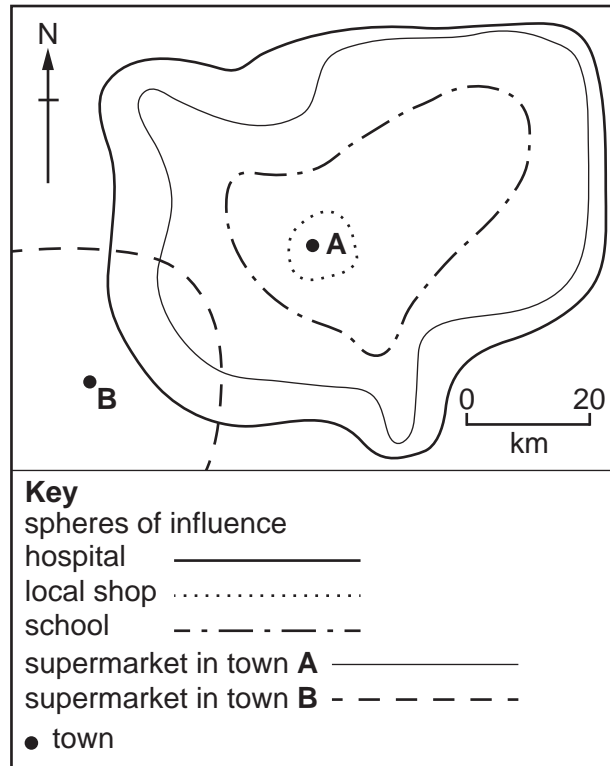 N
A
B
0 20
km
Key
spheres of influence
hospital
local shop
school
supermarket in town A
supermarket in town B
town